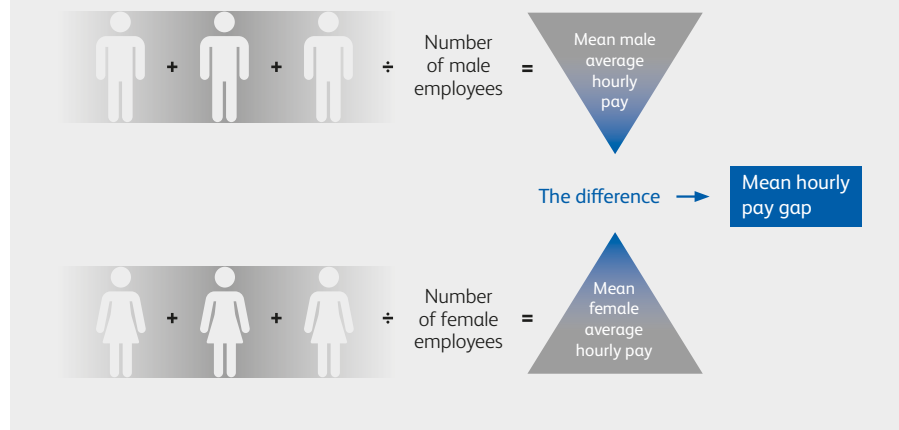 + + ÷
Number
of male
employees
=
Mean male
average
hourly
pay
The difference →
Mean hourly
pay gap
+ + ÷
Number
of female
employees
=
Mean
female
average
hourly pay